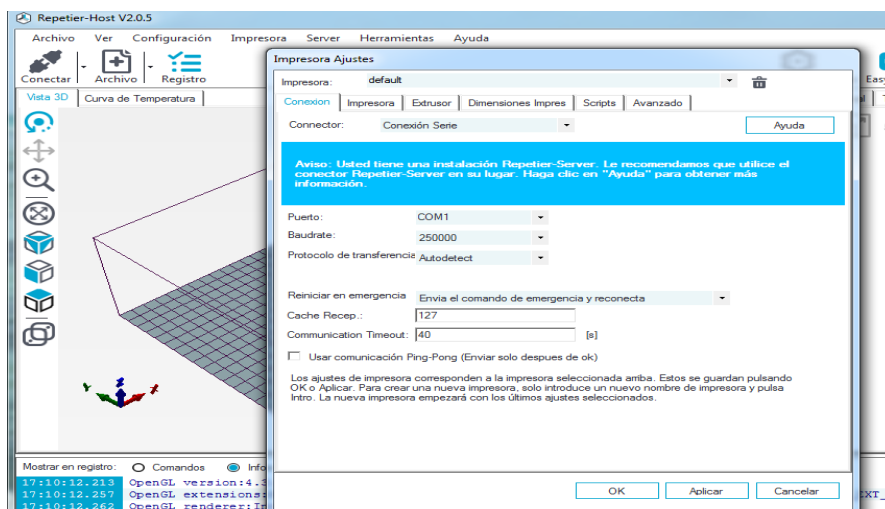 Repetier-Host V2.0.5
Archivo Ver Configuración Impresora Server Herramientas Ayuda
Conectar Archivo Registro
Vista 3D Curva de Temperatura
Impresora Ajustes
Impresora: default
Conexion Impresora Extrusor Dimensiones Impres Scripts Avanzado
Connector: Conexión Serie Ayuda
Aviso: Usted tiene una instalación Repetier-Server. Le recomendamos que utilice el
conector Repetier-Server en su lugar. Haga clic en "Ayuda" para obtener más
información.
Puerto: COM1
Baudrate: 250000
Protocolo de transferencia Autodetect
Reiniciar en emergencia Envia el comando de emergencia y reconecta
Cache Recep.: 127
Communication Timeout: 40 [s]
Usar comunicación Ping-Pong (Enviar solo despues de ok)
Los ajustes de impresora corresponden a la impresora seleccionada arriba. Estos se guardan pulsando
OK o Aplicar. Para crear una nueva impresora, solo introduce un nuevo nombre de impresora y pulsa
Intro. La nueva impresora empezará con los últimos ajustes seleccionados.
OK Aplicar Cancelar
Mostrar en registro: Comandos
17:10:12.213 OpenGL version:4.3
17:10:12.257 OpenGL extensions:
17:10:12.262 OpenGL renderer: